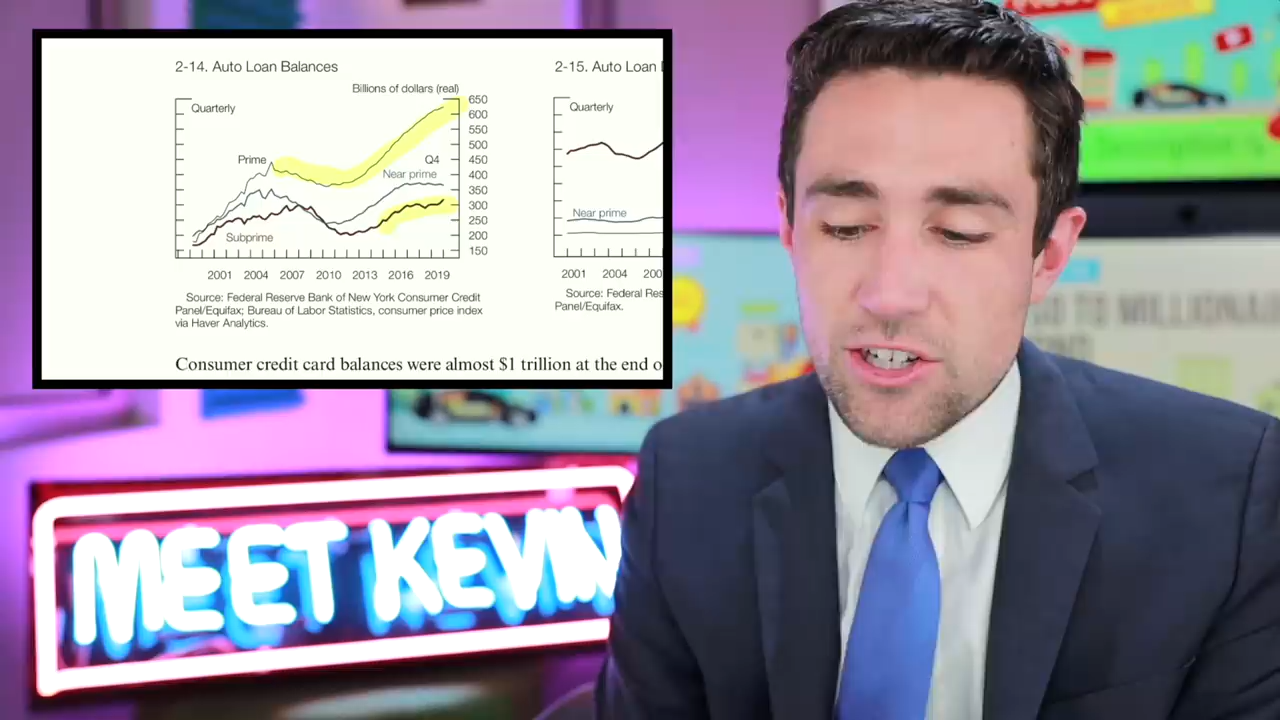 2-14. Auto Loan Balances
Billions of dollars (real)
Quarterly
650
600
550
500
450
400
350
300
250
200
150
Prime
Q4
Near prime
Subprime
2001 2004 2007 2010 2013 2016 2019
Source: Federal Reserve Bank of New York Consumer Credit
Panel/Equifax; Bureau of Labor Statistics, consumer price index
via Haver Analytics.
2-15. Auto Loan
Quarterly
Near prime
2001 2004 200
Source: Federal Res
Panel/Equifax.
Consumer credit card balances were almost $1 trillion at the end o
MEET KEVIN
GO TO MILLIONAI